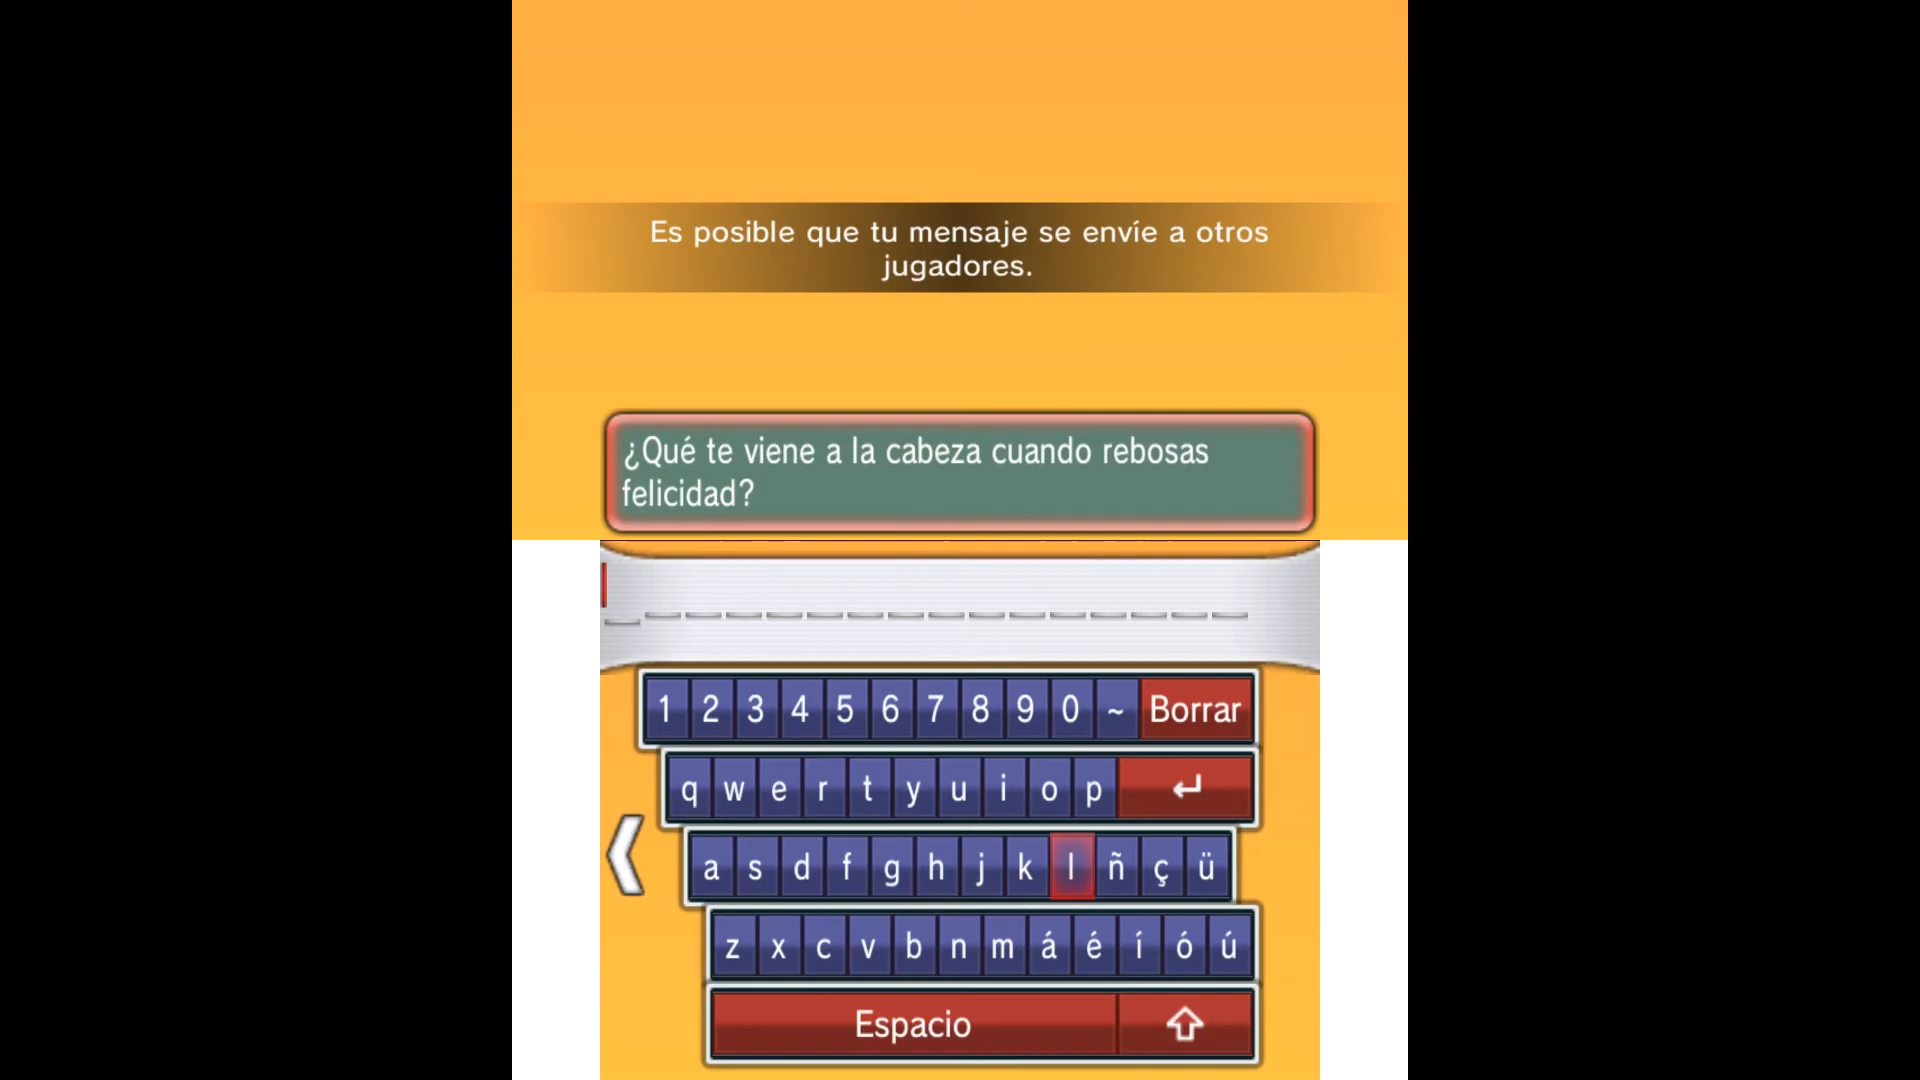 Es posible que tu mensaje se envíe a otros
jugadores.
¿Qué te viene a la cabeza cuando rebosas
felicidad?
1 2 3 4 5 6 7 8 9 0 ~ Borrar
q w e r t y u i o p
a s d f g h j k l ñ ç ü
z x c v b n m á é í ó ú
Espacio